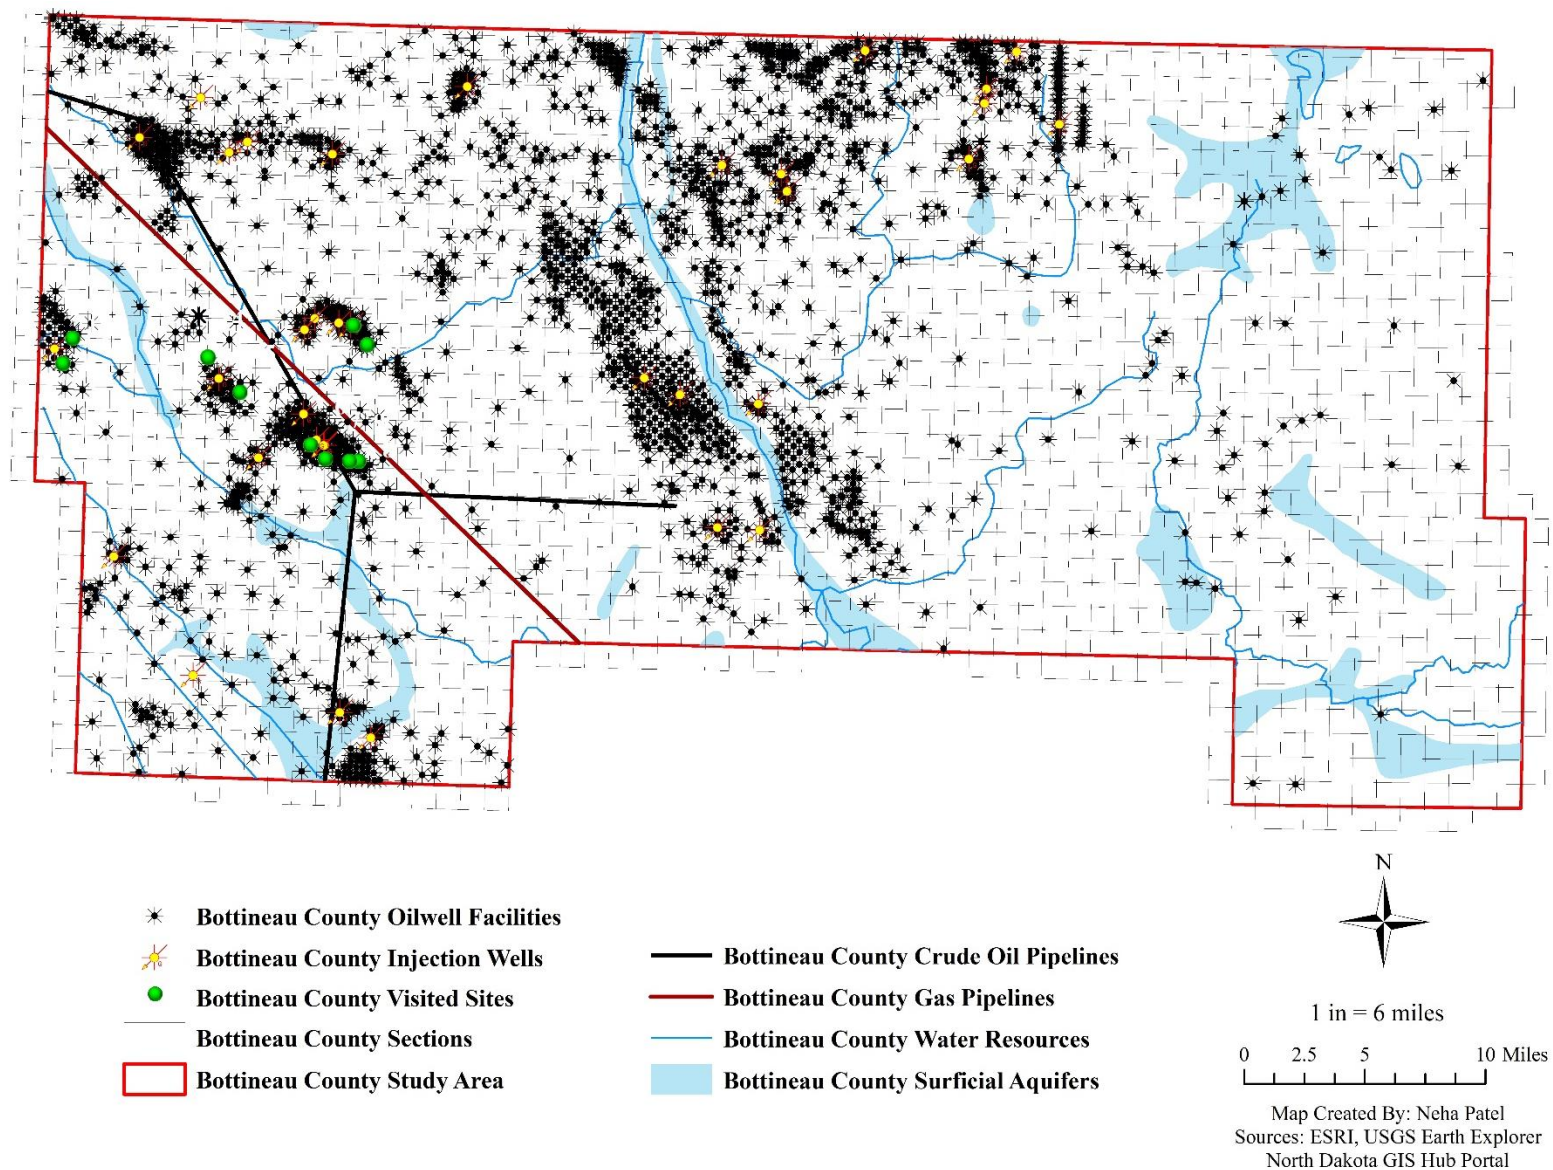 Bottineau County Oilwell Facilities
Bottineau County Injection Wells
Bottineau County Visited Sites
Bottineau County Sections
Bottineau County Study Area
Bottineau County Crude Oil Pipelines
Bottineau County Gas Pipelines
Bottineau County Water Resources
Bottineau County Surficial Aquifers
N
1 in = 6 miles
0 2.5 5 10 Miles
Map Created By: Neha Patel
Sources: ESRI, USGS Earth Explorer
North Dakota GIS Hub Portal